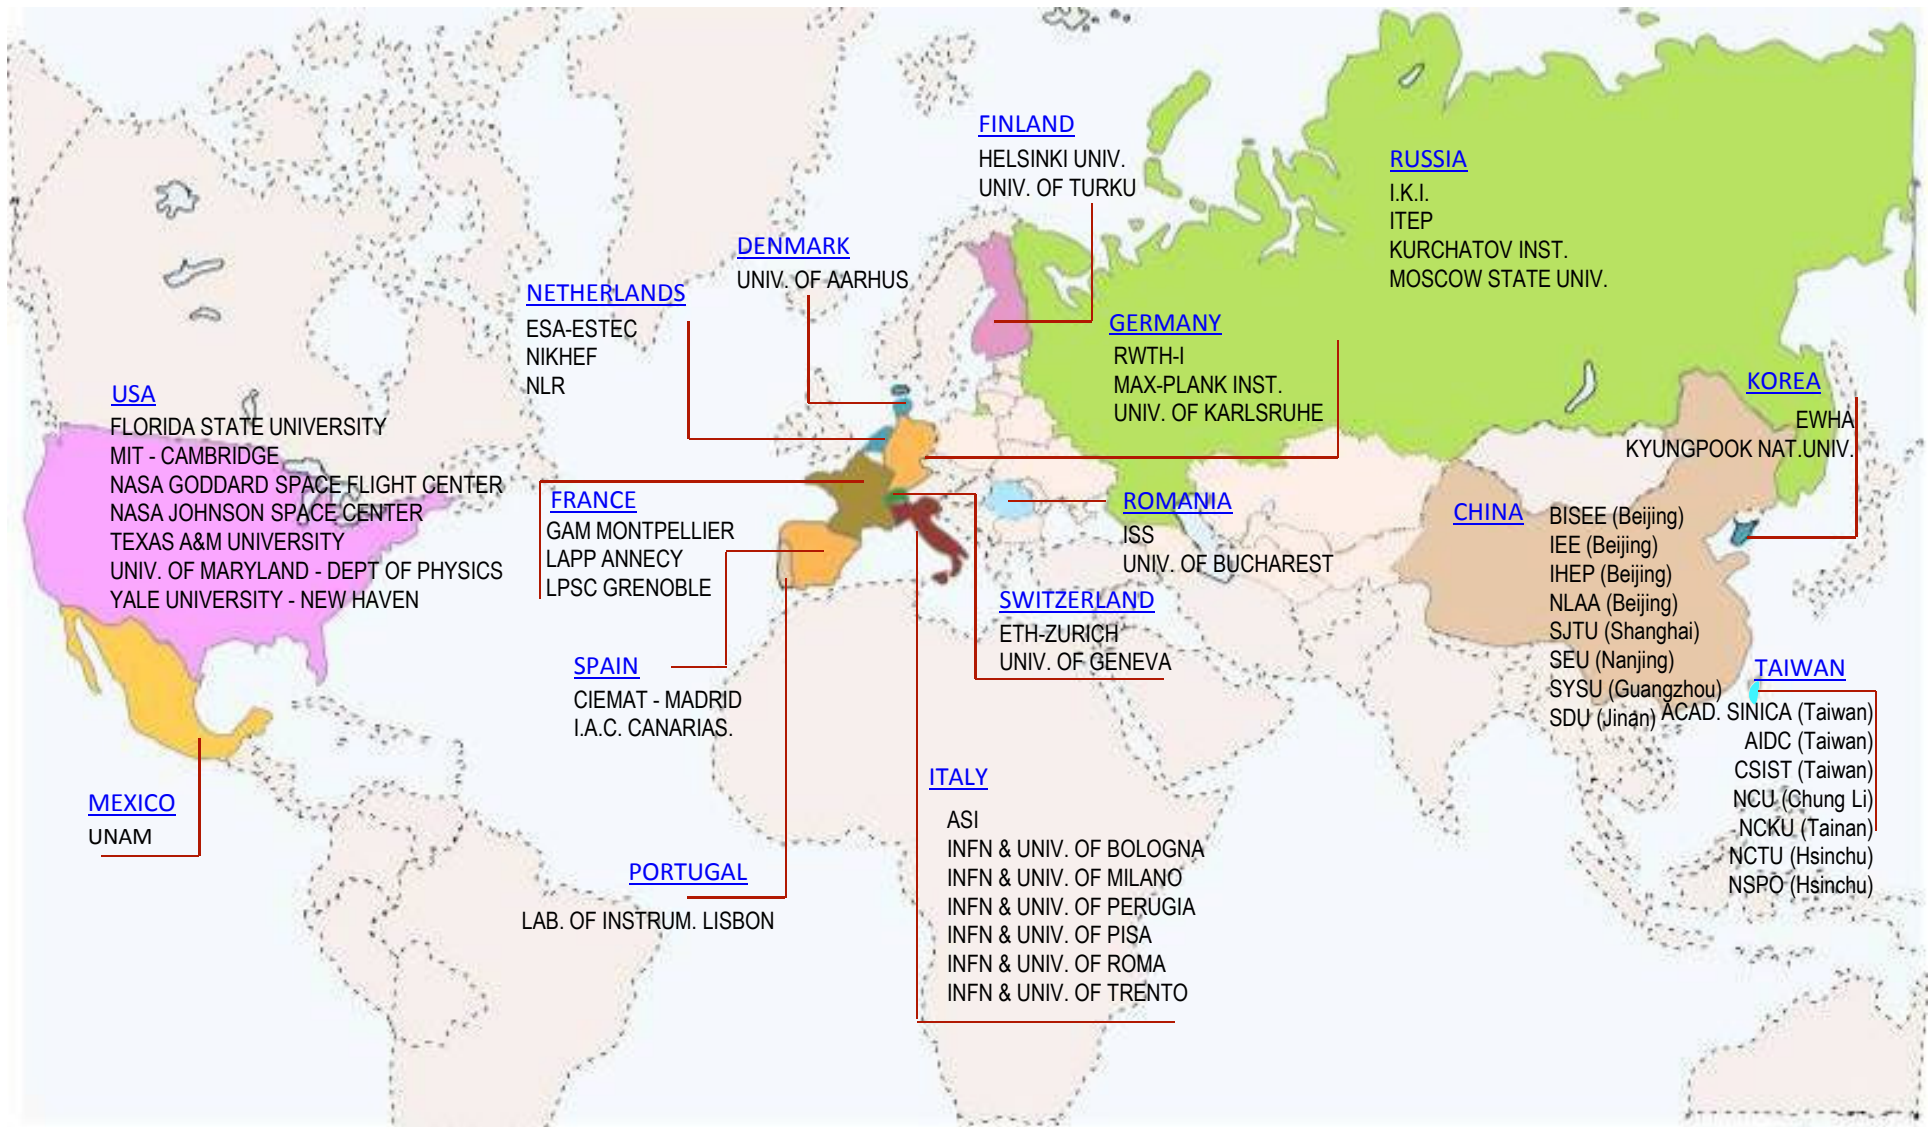 FINLAND
HELSINKI UNIV.
UNIV. OF TURKU
RUSSIA
I.K.I.
ITEP
KURCHATOV INST.
MOSCOW STATE UNIV.
DENMARK
UNIV. OF AARHUS
NETHERLANDS
ESA-ESTEC
NIKHEF
NLR
GERMANY
RWTH-I
MAX-PLANK INST.
UNIV. OF KARLSRUHE
KOREA
EWHA
KYUNGPOOK NAT.UNIV.
USA
FLORIDA STATE UNIVERSITY
MIT - CAMBRIDGE
NASA GODDARD SPACE FLIGHT CENTER
NASA JOHNSON SPACE CENTER
TEXAS A&M UNIVERSITY
UNIV. OF MARYLAND - DEPT OF PHYSICS
YALE UNIVERSITY - NEW HAVEN
FRANCE
GAM MONTPELLIER
LAPP ANNECY
LPSC GRENOBLE
ROMANIA
ISS
UNIV. OF BUCHAREST
CHINA
BISEE (Beijing)
IEE (Beijing)
IHEP (Beijing)
NLAA (Beijing)
SJTU (Shanghai)
SEU (Nanjing)
SYSU (Guangzhou)
SDU (Jinan)
SWITZERLAND
ETH-ZURICH
UNIV. OF GENEVA
SPAIN
CIEMAT - MADRID
I.A.C. CANARIAS.
TAIWAN
ACAD. SINICA (Taiwan)
AIDC (Taiwan)
CSIST (Taiwan)
NCU (Chung Li)
NCKU (Tainan)
NCTU (Hsinchu)
NSPO (Hsinchu)
MEXICO
UNAM
ITALY
ASI
INFN & UNIV. OF BOLOGNA
INFN & UNIV. OF MILANO
INFN & UNIV. OF PERUGIA
INFN & UNIV. OF PISA
INFN & UNIV. OF ROMA
INFN & UNIV. OF TRENTO
PORTUGAL
LAB. OF INSTRUM. LISBON